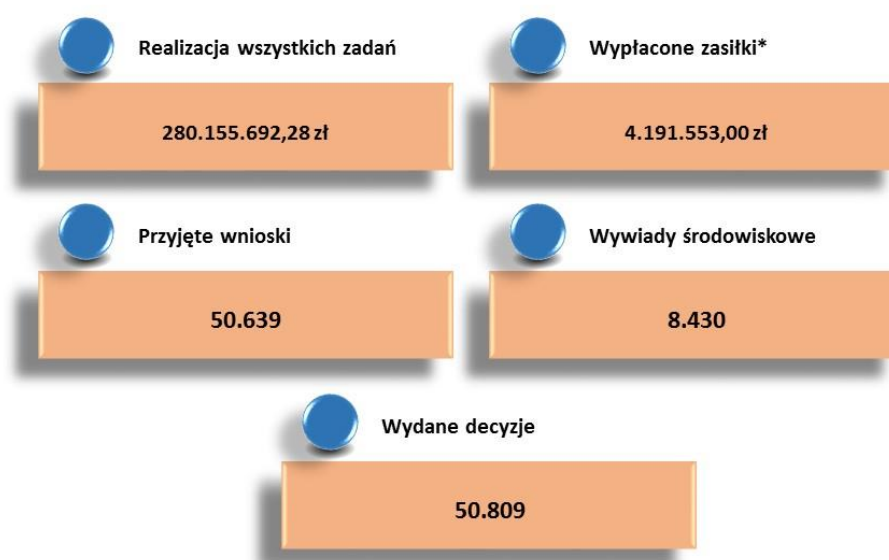 Realizacja wszystkich zadań
280.155.692,28 zł
Wypłacone zasiłki*
4.191.553,00 zł
Przyjęte wnioski
50.639
Wywiady środowiskowe
8.430
Wydane decyzje
50.809